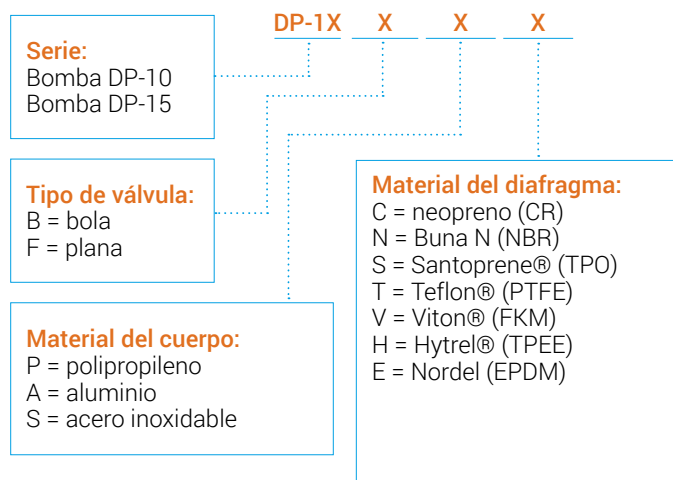 DP-1X X X X
Serie:
Bomba DP-10
Bomba DP-15
Tipo de válvula:
B = bola
F = plana
Material del cuerpo:
P = polipropileno
A = aluminio
S = acero inoxidable
Material del diafragma:
C = neopreno (CR)
N = Buna N (NBR)
S = Santoprene® (TPO)
T = Teflon® (PTFE)
V = Viton® (FKM)
H = Hytrel® (TPEE)
E = Nordel (EPDM)